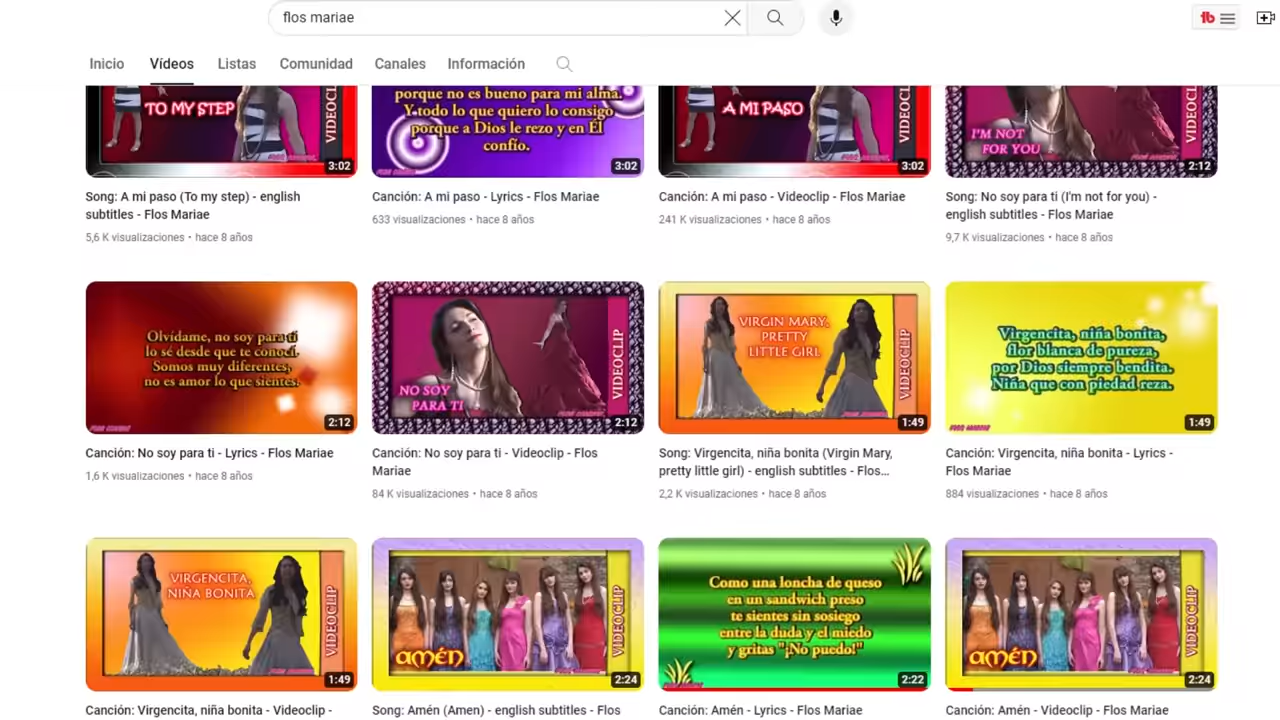 flos mariae
Inicio
Vídeos
Listas
Comunidad
Canales
Información
TO MY STEP
VIDEOCL
3:02
porque no es bueno para mi alma.
Y todo lo que quiero lo consigo
porque a Dios le rezo y en Él
confío.
3:02
A MI PASO
VIDEOCL
3:02
I'M NOT
FOR YOU
VIDEOCL
2:12
Song: A mi paso (To my step) - english
subtitles - Flos Mariae
5,6 K visualizaciones • hace 8 años
Canción: A mi paso - Lyrics - Flos Mariae
633 visualizaciones • hace 8 años
Canción: A mi paso - Videoclip - Flos Mariae
241 K visualizaciones • hace 8 años
Song: No soy para ti (I'm not for you) -
english subtitles - Flos Mariae
9,7 K visualizaciones • hace 8 años
Olvídame, no soy para ti
lo sé desde que te conocí.
Somos muy diferentes,
no es amor lo que sientes.
FLOS MARIAE
2:12
NO SOY
PARA TI
VIDEOCLIP
2:12
VIRGIN MARY,
PRETTY
LITTLE GIRL
VIDEOCLIP
1:49
Virgencita, niña bonita,
flor blanca de pureza,
por Dios siempre bendita.
Niña que con piedad reza.
FLOS MARIAE
1:49
Canción: No soy para ti - Lyrics - Flos Mariae
1,6 K visualizaciones • hace 8 años
Canción: No soy para ti - Videoclip - Flos
Mariae
84 K visualizaciones • hace 8 años
Song: Virgencita, niña bonita (Virgin Mary,
pretty little girl) - english subtitles - Flos...
2,2 K visualizaciones • hace 8 años
Canción: Virgencita, niña bonita - Lyrics -
Flos Mariae
884 visualizaciones • hace 8 años
VIRGENCITA,
NIÑA BONITA
VIDEOCLIP
1:49
AMÉN
VIDEOCLIP
2:24
Como una loncha de queso
en un sandwich preso
te sientes sin sosiego
entre la duda y el miedo
y gritas "¡No puedo!"
2:22
AMÉN
VIDEOCLIP
2:24
Canción: Virgencita, niña bonita - Videoclip -
Song: Amén (Amen) - english subtitles - Flos
Canción: Amén - Lyrics - Flos Mariae
Canción: Amén - Videoclip - Flos Mariae